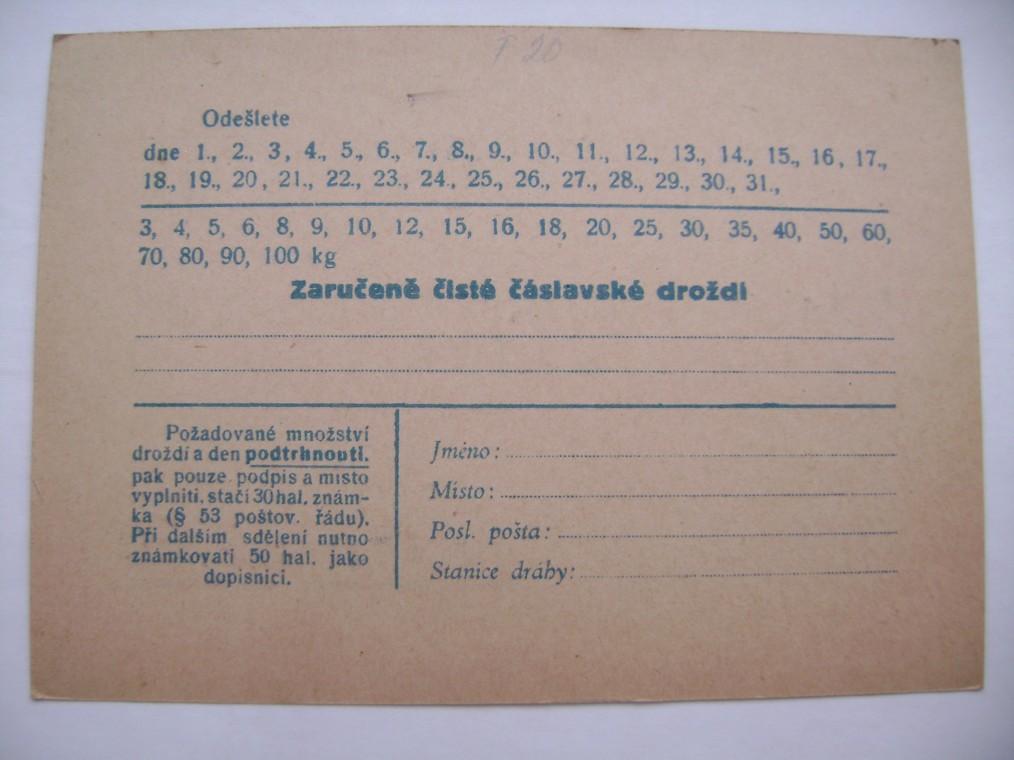 T 20
Odešlete
dne 1., 2., 3, 4., 5., 6., 7., 8., 9., 10., 11., 12., 13., 14., 15., 16, 17.,
18., 19., 20, 21., 22., 23., 24., 25., 26., 27., 28., 29., 30., 31.,
3, 4, 5, 6, 8, 9, 10, 12, 15, 16, 18, 20, 25, 30, 35, 40, 50, 60,
70, 80, 90, 100 kg
Zaručeně čisté čáslavské droždí
Požadované množství
droždí a den podtrhnouti,
pak pouze podpis a místo
vyplniti, stačí 30 hal. znám-
ka (§ 53 poštov. řádu).
Při dalším sdělení nutno
známkovati 50 hal. jako
dopisnici.
Jméno:
Místo:
Posl. pošta:
Stanice dráhy: